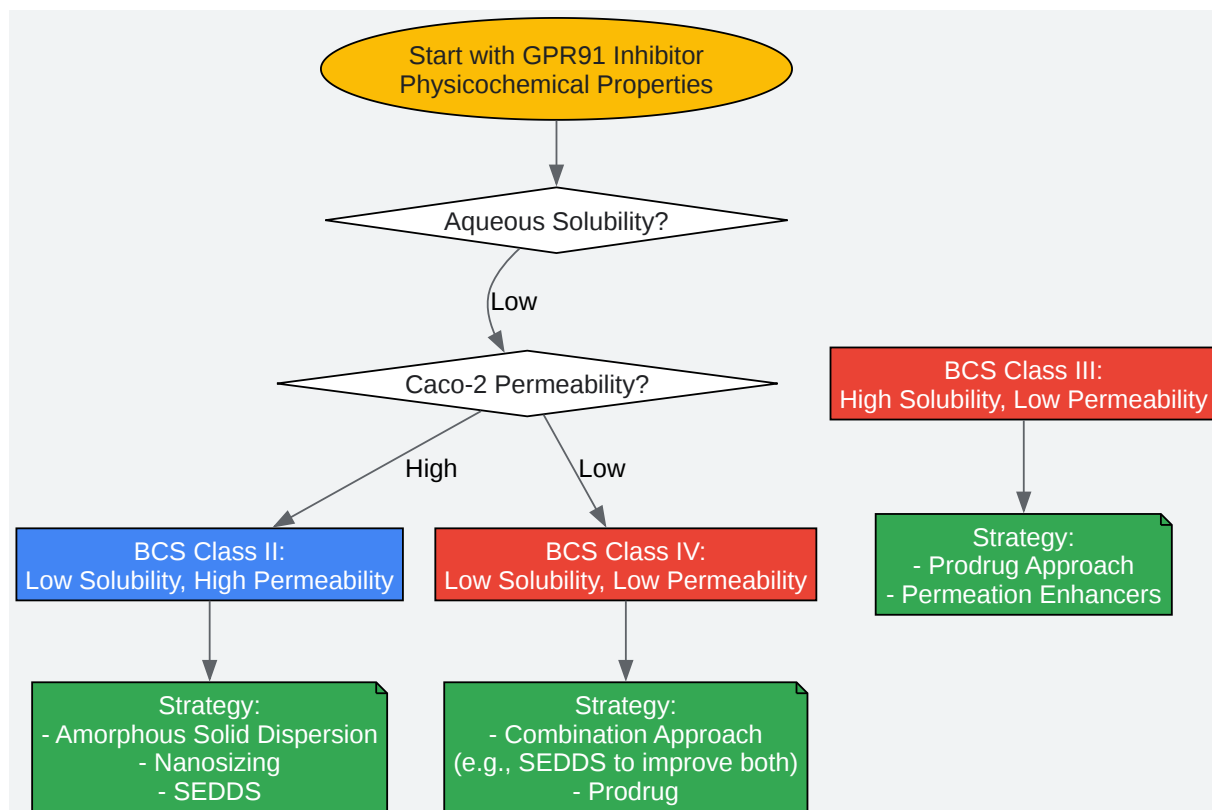 Start with GPR91 Inhibitor
Physicochemical Properties
Aqueous Solubility?
Low
Caco-2 Permeability?
High
Low
BCS Class II:
Low Solubility, High Permeability
BCS Class IV:
Low Solubility, Low Permeability
BCS Class III:
High Solubility, Low Permeability
Strategy:
- Amorphous Solid Dispersion
- Nanosizing
- SEDDS
Strategy:
- Combination Approach
(e.g., SEDDS to improve both)
- Prodrug
Strategy:
- Prodrug Approach
- Permeation Enhancers